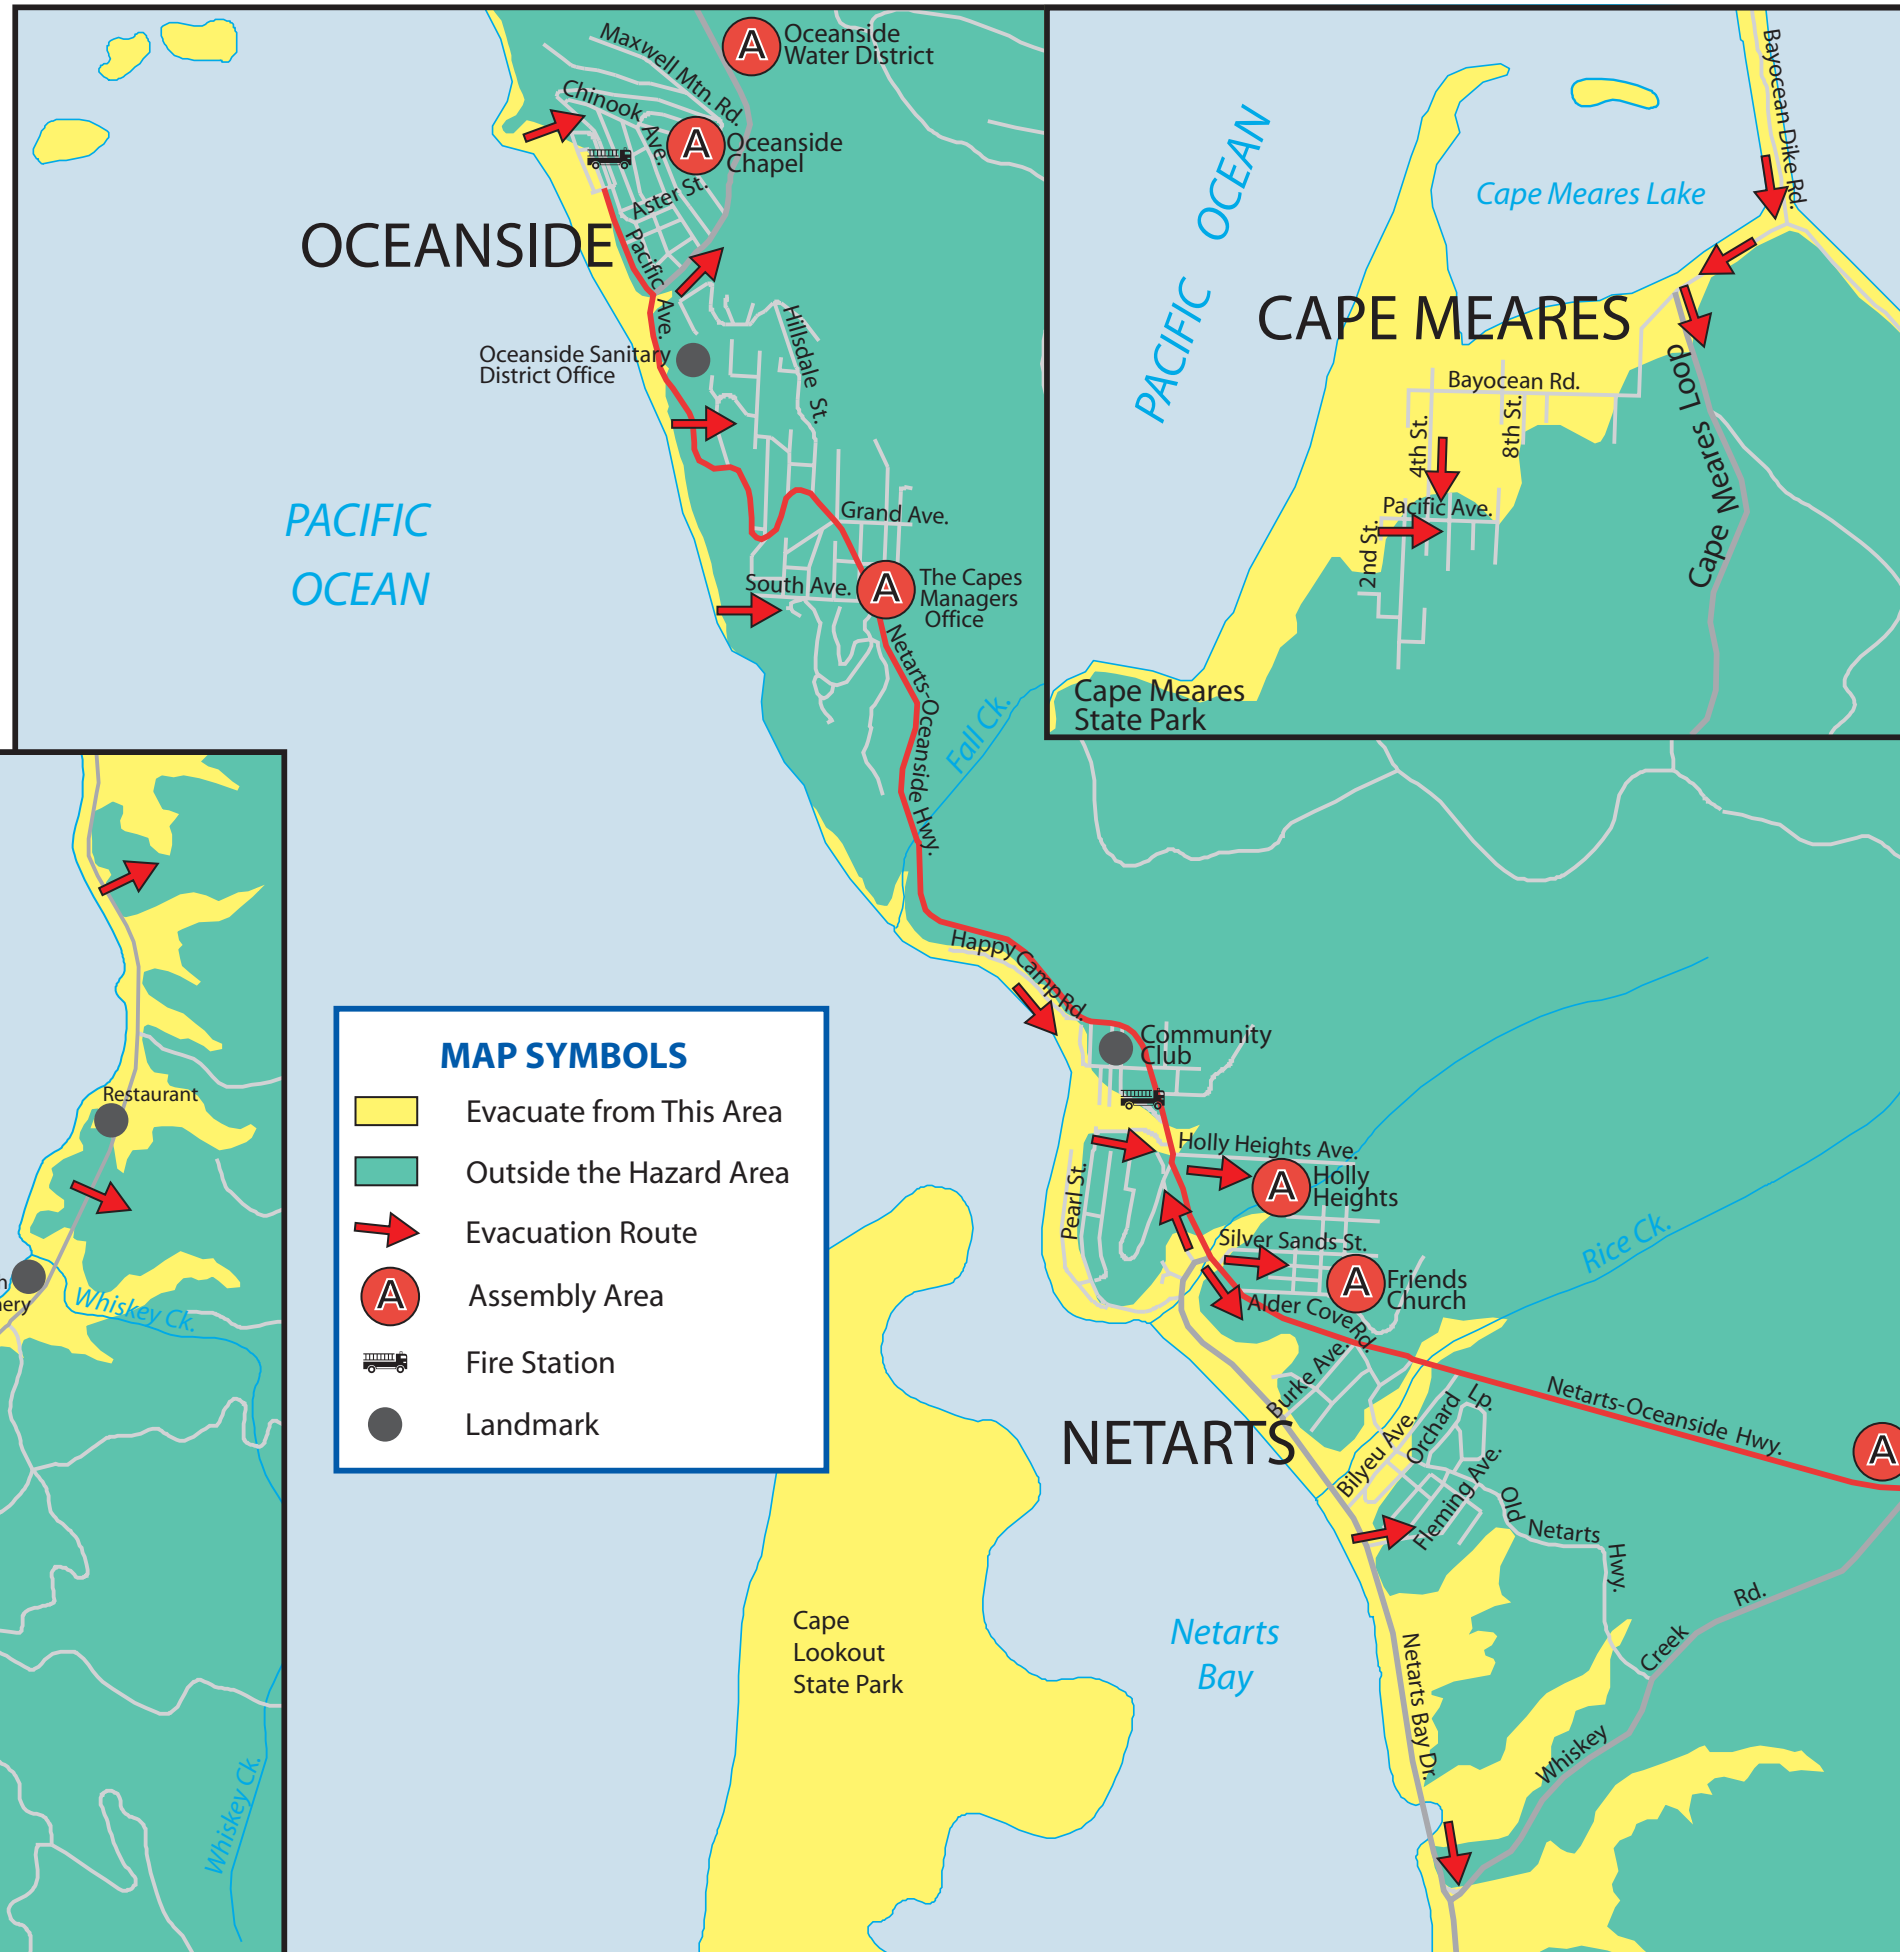 Oceanside
Water District
Maxwell Mtn. Rd.
Chinook Ave.
A
A
Oceanside
Chapel
Aster St.
OCEANSIDE
Pacific Ave.
Hillsdale St.
Oceanside Sanitary
District Office
PACIFIC
OCEAN
Grand Ave.
South Ave.
A
The Capes
Managers
Office
Netarts-Oceanside Hwy.
Fall Ck.
PACIFIC OCEAN
Bayocean Dike Rd.
Cape Meares Lake
CAPE MEARES
Bayocean Rd.
4th St.
8th St.
Pacific Ave.
2nd St.
Cape Meares Loop
Cape Meares
State Park
Restaurant
Whiskey Ck.
Whiskey Ck.
MAP SYMBOLS
Evacuate from This Area
Outside the Hazard Area
Evacuation Route
A
Assembly Area
Fire Station
Landmark
Happy Camp Rd.
Community
Club
Holly Heights Ave.
A
Holly
Heights
Pearl St.
Silver Sands St.
A
Friends
Church
Alder Cove Rd.
Rice Ck.
Burke Ave.
NETARTS
Bilyeu Ave.
Orchard Lp.
Fleming Ave.
Netarts-Oceanside Hwy.
A
Old Netarts Hwy.
Cape
Lookout
State Park
Netarts
Bay
Netarts Bay Dr.
Whiskey Creek Rd.